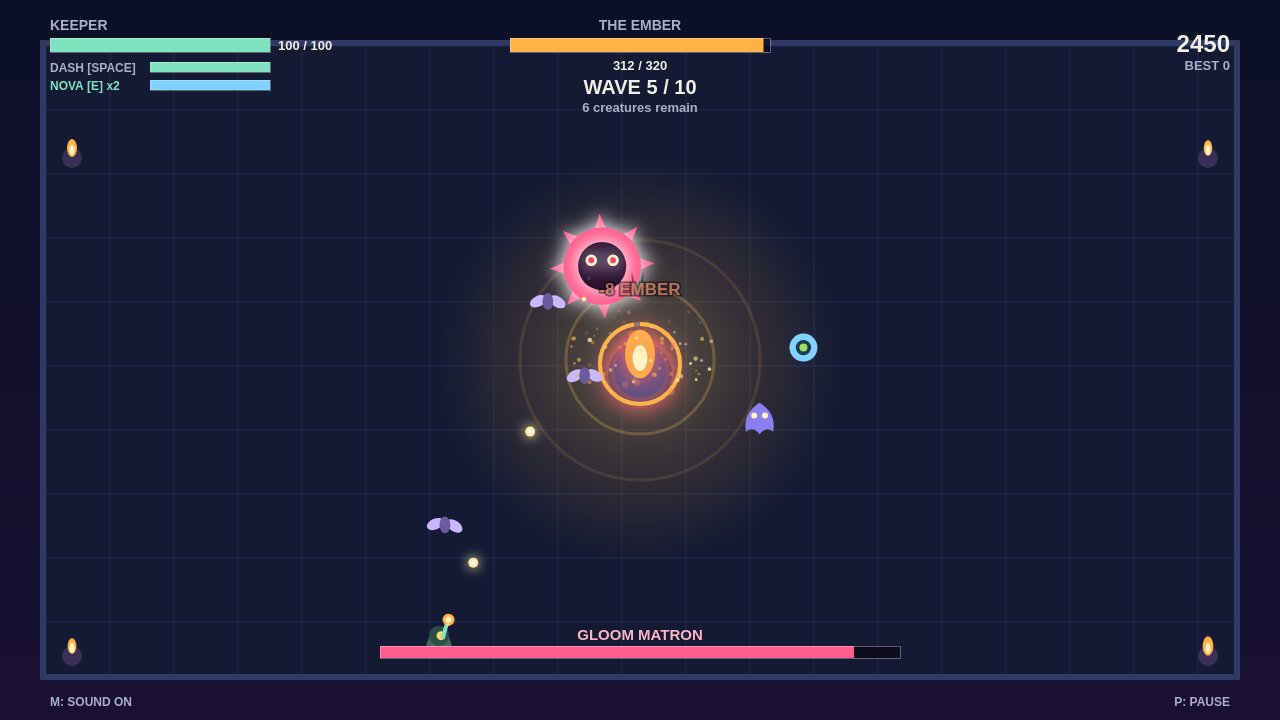 KEEPER
100 / 100
DASH [SPACE]
NOVA [E] x2
THE EMBER
312 / 320
WAVE 5 / 10
6 creatures remain
2450
BEST 0
-8 EMBER
GLOOM MATRON
M: SOUND ON
P: PAUSE